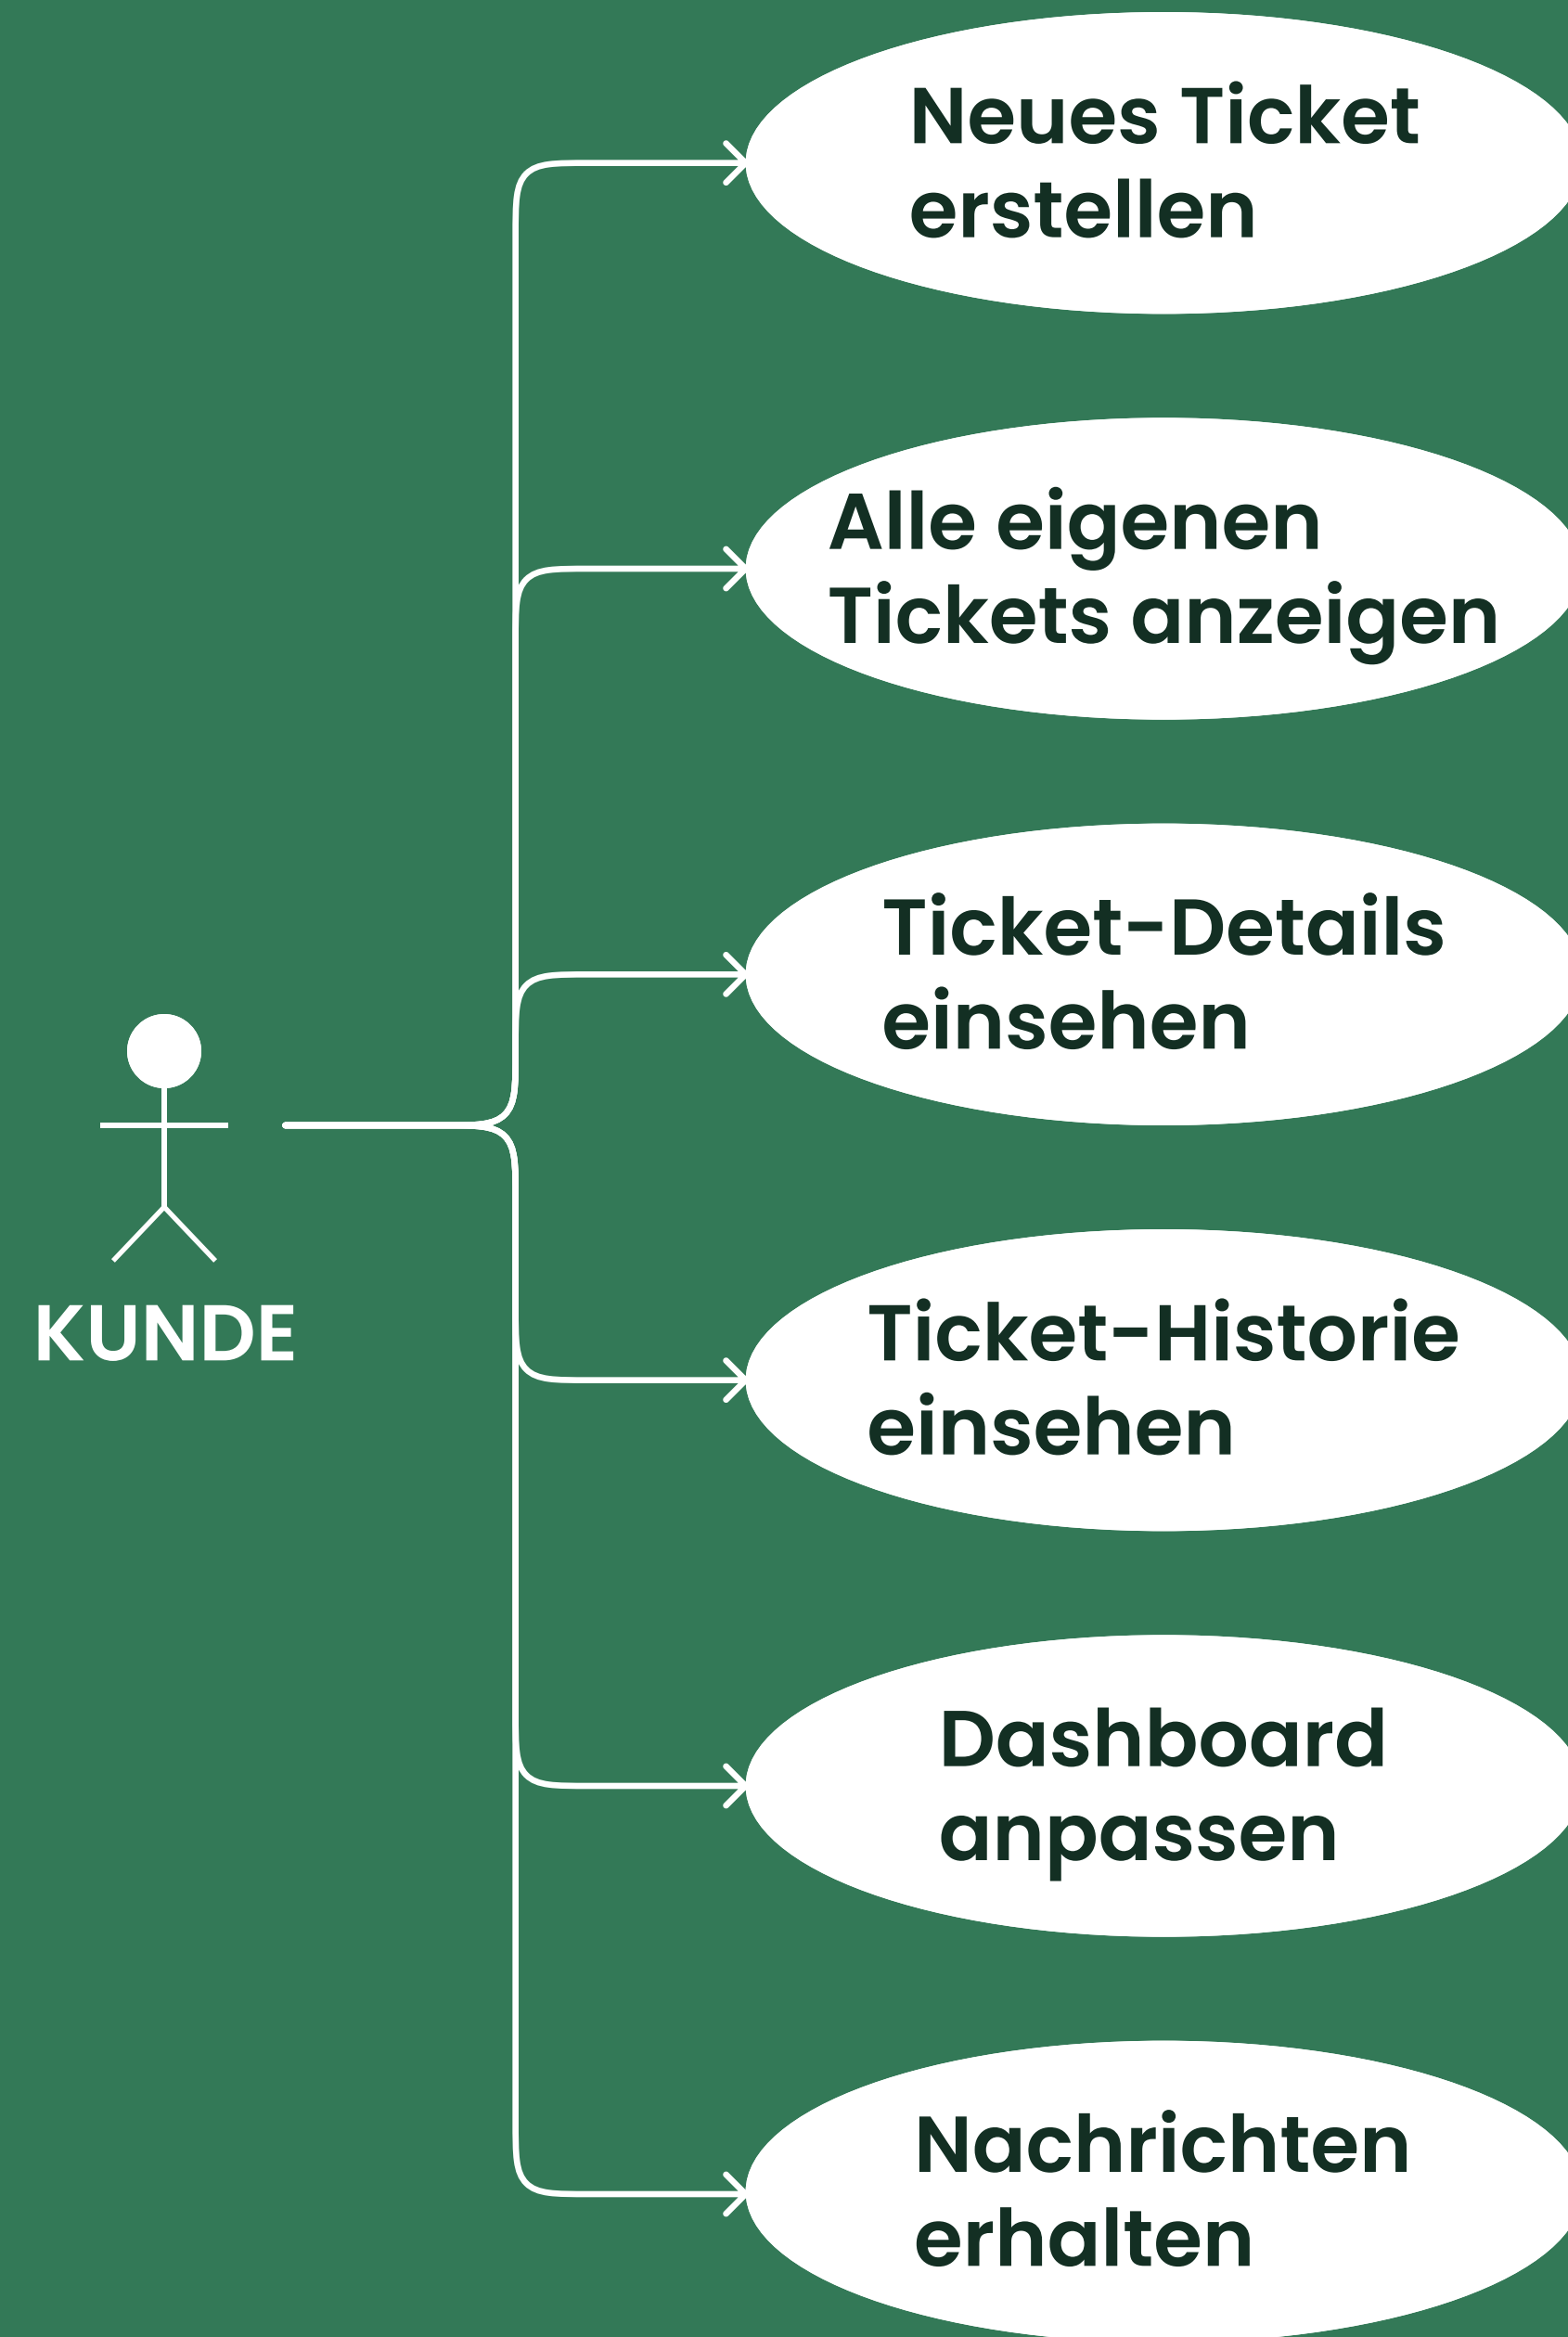 Neues Ticket
erstellen
Alle eigenen
Tickets anzeigen
Ticket-Details
einsehen
KUNDE
Ticket-Historie
einsehen
Dashboard
anpassen
Nachrichten
erhalten